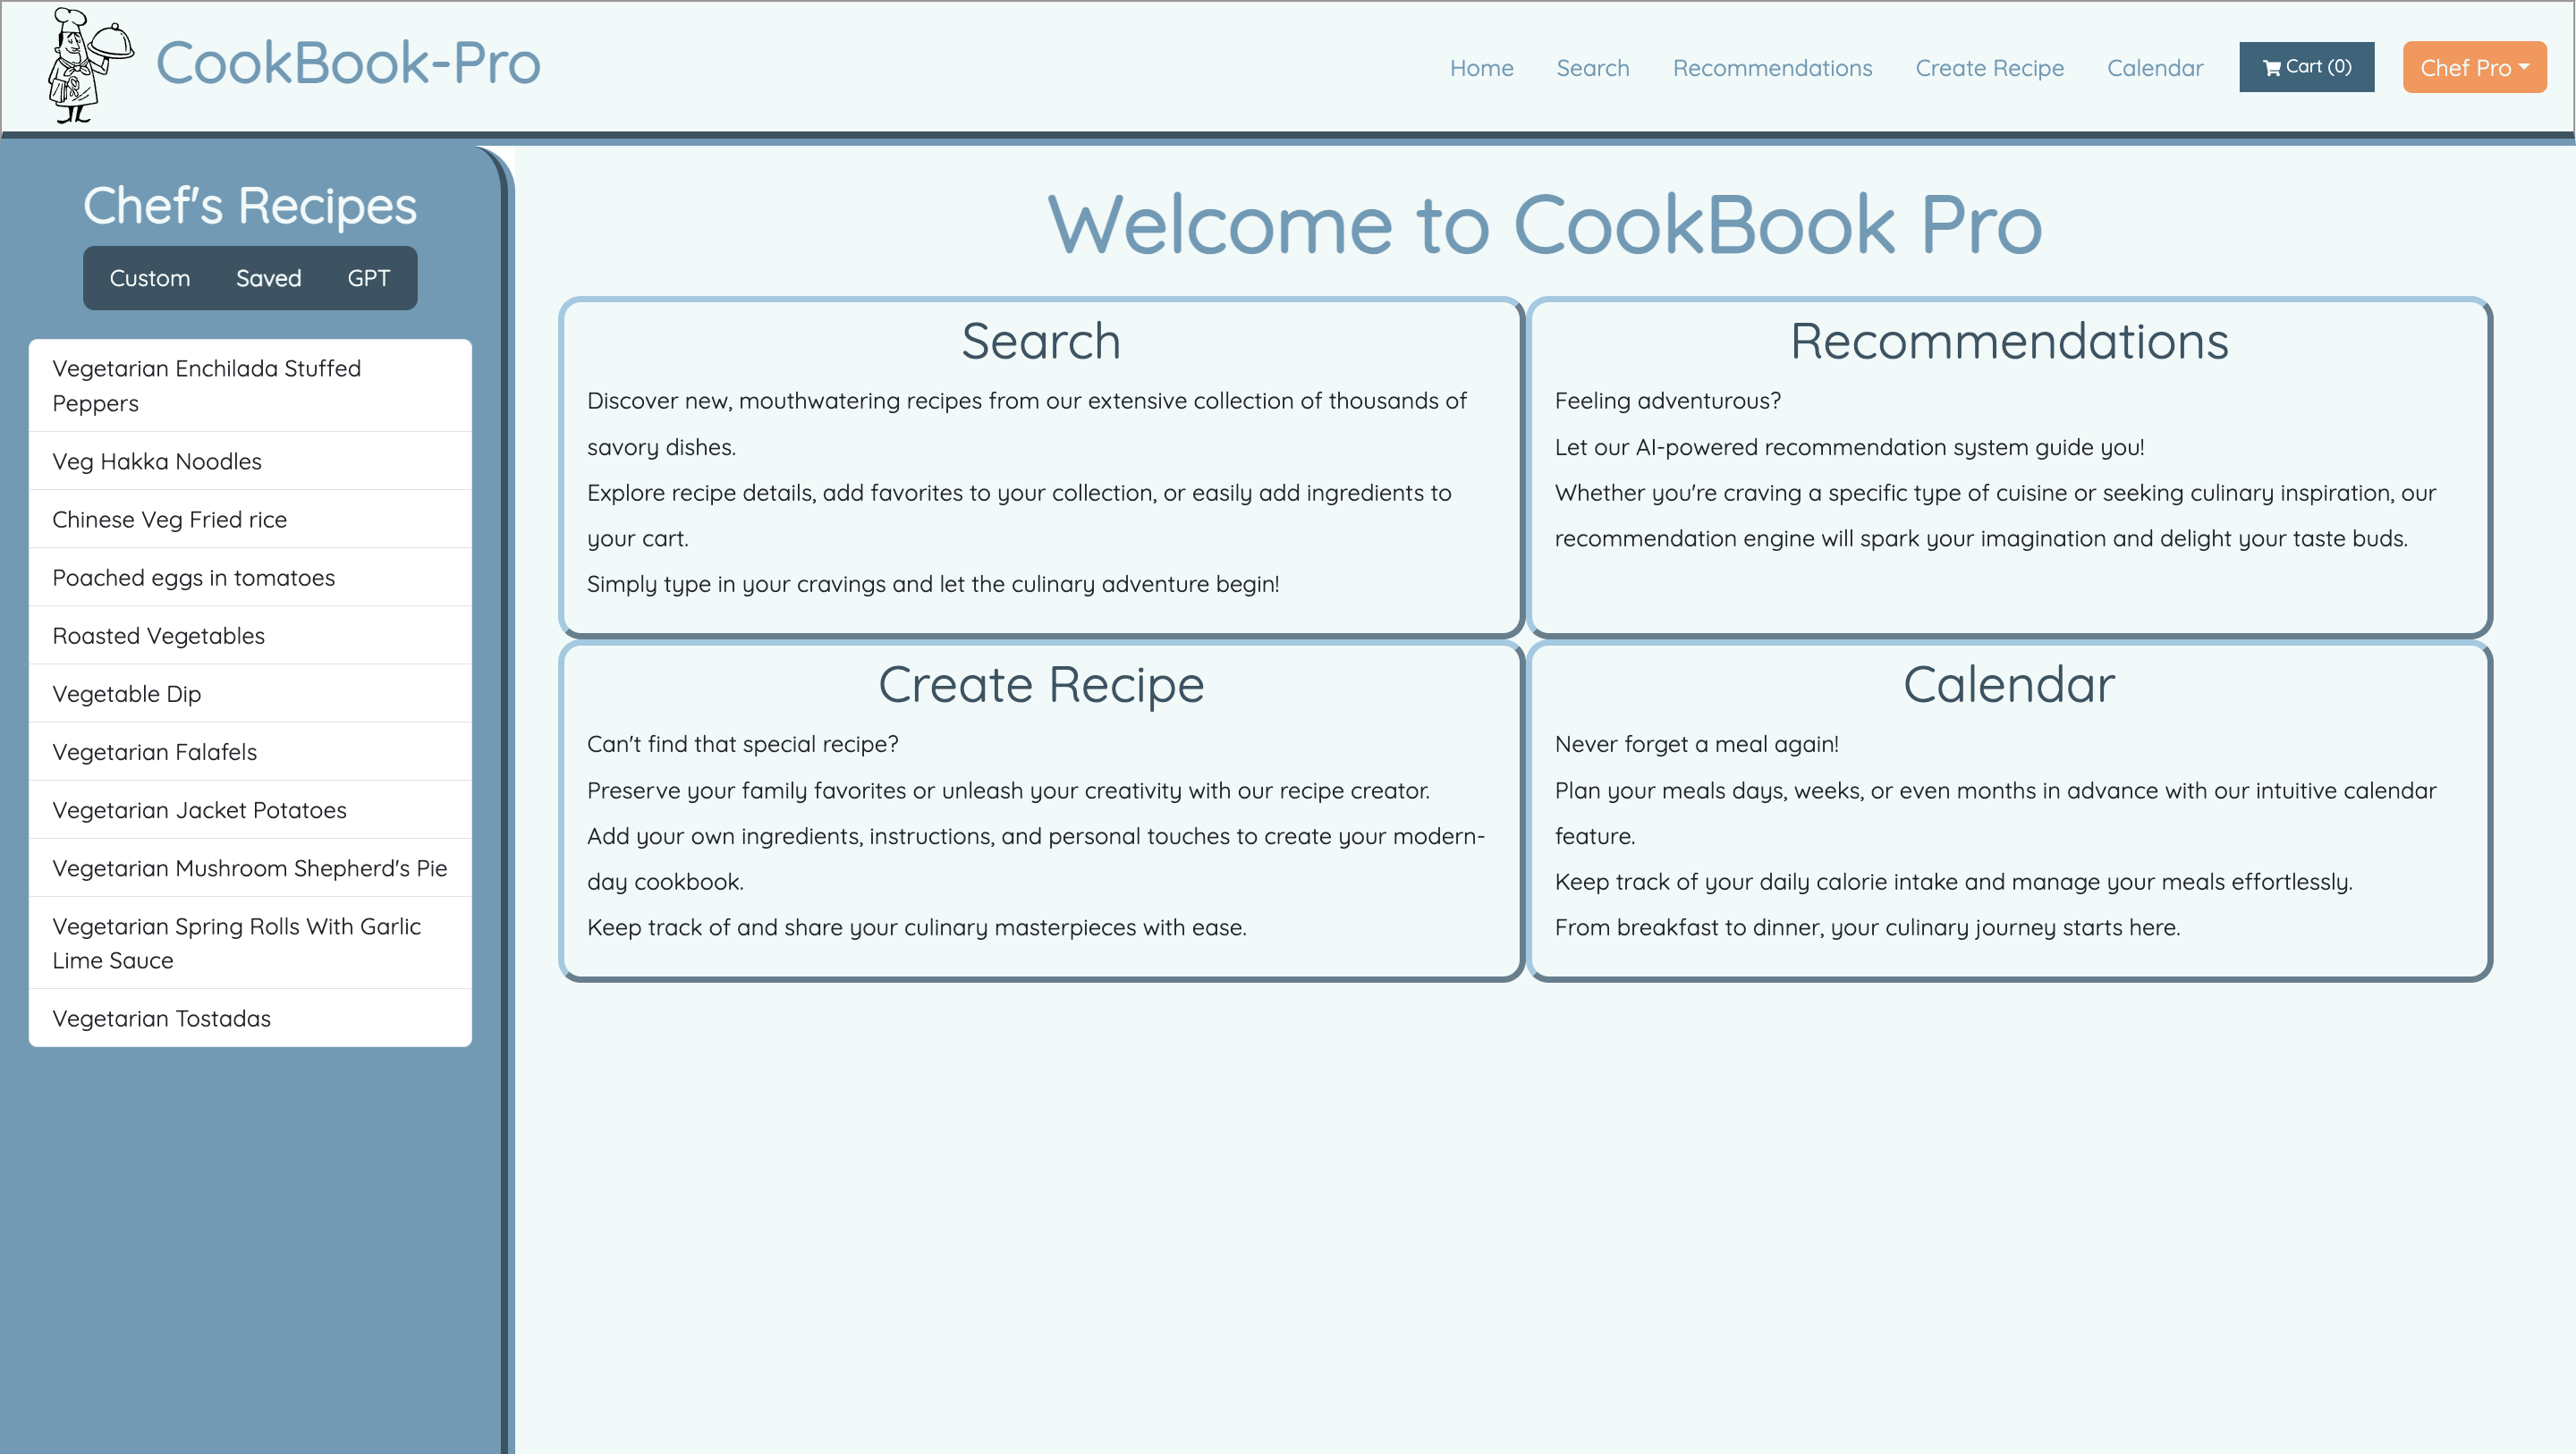 CookBook-Pro
Home Search Recommendations Create Recipe Calendar Cart (0) Chef Pro
Chef's Recipes
Custom Saved GPT
Vegetarian Enchilada Stuffed
Peppers
Veg Hakka Noodles
Chinese Veg Fried rice
Poached eggs in tomatoes
Roasted Vegetables
Vegetable Dip
Vegetarian Falafels
Vegetarian Jacket Potatoes
Vegetarian Mushroom Shepherd's Pie
Vegetarian Spring Rolls With Garlic
Lime Sauce
Vegetarian Tostadas
Welcome to CookBook Pro
Search
Discover new, mouthwatering recipes from our extensive collection of thousands of
savory dishes.
Explore recipe details, add favorites to your collection, or easily add ingredients to
your cart.
Simply type in your cravings and let the culinary adventure begin!
Recommendations
Feeling adventurous?
Let our AI-powered recommendation system guide you!
Whether you're craving a specific type of cuisine or seeking culinary inspiration, our
recommendation engine will spark your imagination and delight your taste buds.
Create Recipe
Can't find that special recipe?
Preserve your family favorites or unleash your creativity with our recipe creator.
Add your own ingredients, instructions, and personal touches to create your modern-
day cookbook.
Keep track of and share your culinary masterpieces with ease.
Calendar
Never forget a meal again!
Plan your meals days, weeks, or even months in advance with our intuitive calendar
feature.
Keep track of your daily calorie intake and manage your meals effortlessly.
From breakfast to dinner, your culinary journey starts here.